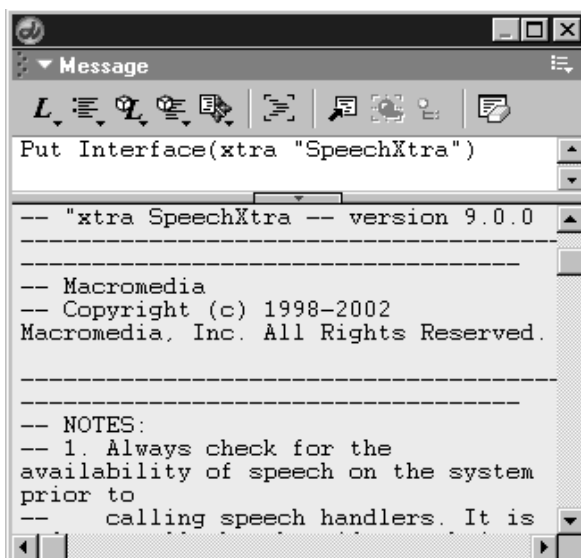 Message
Put Interface(xtra "SpeechXtra")
-- "xtra SpeechXtra -- version 9.0.0
--------------------------------------
-----------------------------------
-- Macromedia
-- Copyright (c) 1998-2002
Macromedia, Inc. All Rights Reserved.
--------------------------------------
-----------------------------------
-- NOTES:
-- 1. Always check for the
availability of speech on the system
prior to
--    calling speech handlers. It is